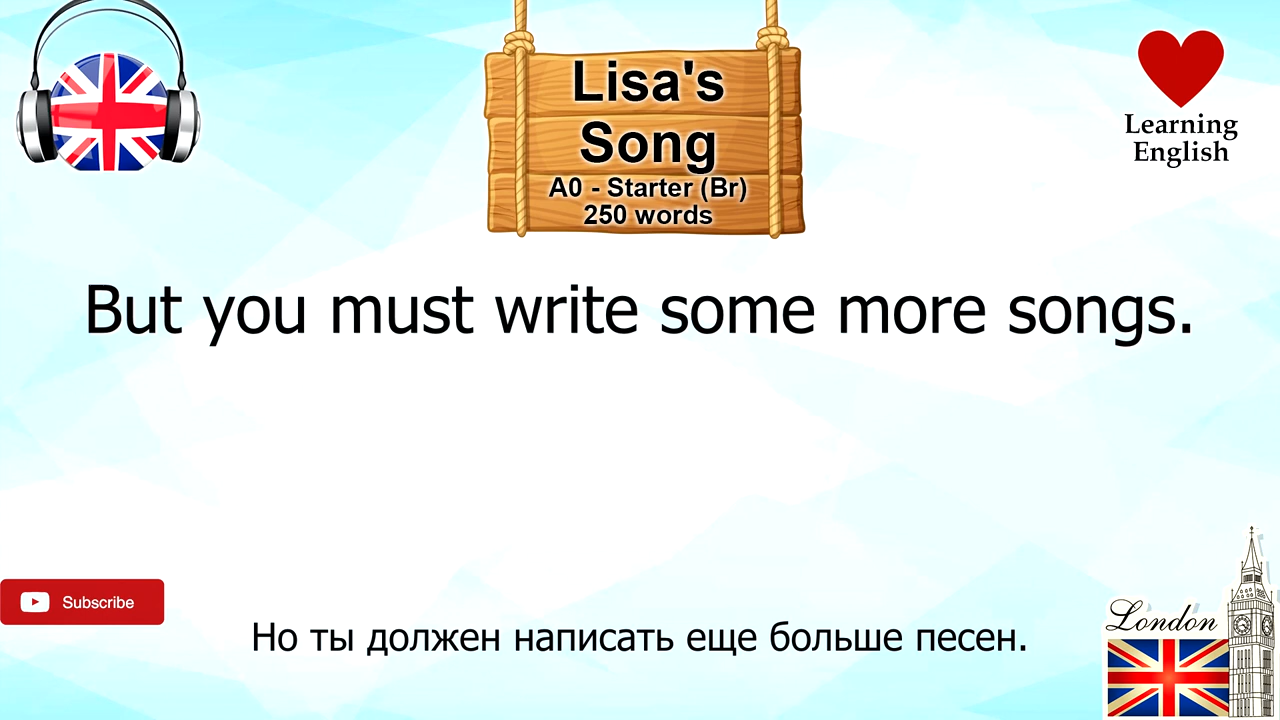 Lisa's
Song
A0 - Starter (Br)
250 words
Learning
English
But you must write some more songs.
Subscribe
Но ты должен написать еще больше песен.
London